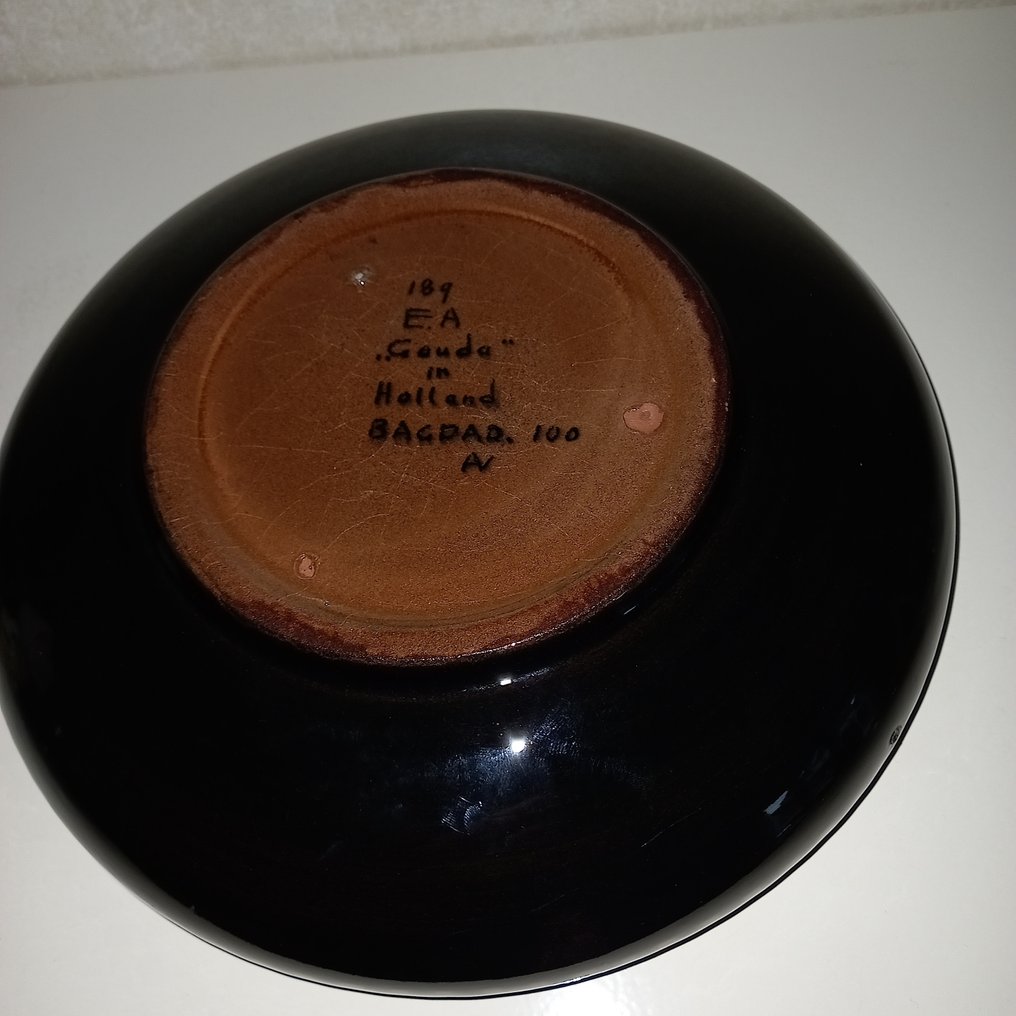 189
E.A
„Gouda"
in
Holland
BAGDAD. 100
AV